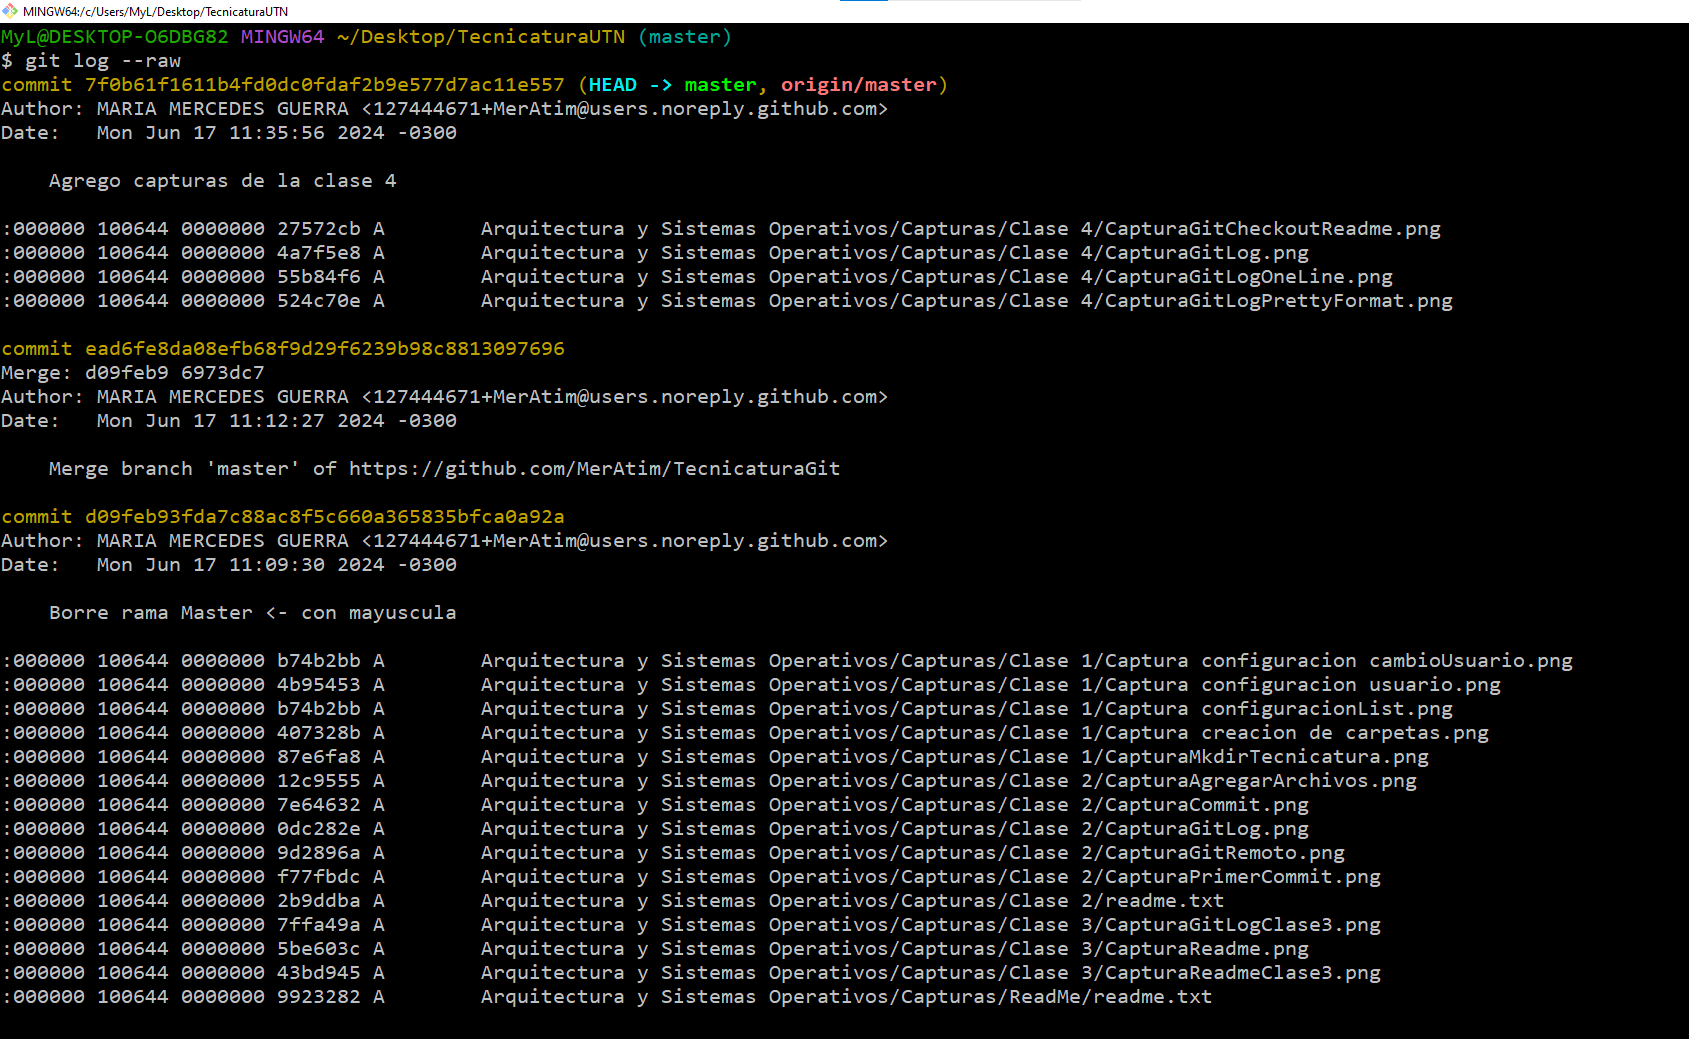 MINGW64:/c/Users/MyL/Desktop/TecnicaturaUTN
MyL@DESKTOP-O6DBG82 MINGW64 ~/Desktop/TecnicaturaUTN (master)
$ git log --raw
commit 7f0b61f1611b4fd0dc0fdaf2b9e577d7ac11e557 (HEAD -> master, origin/master)
Author: MARIA MERCEDES GUERRA <127444671+MerAtim@users.noreply.github.com>
Date:   Mon Jun 17 11:35:56 2024 -0300
    Agrego capturas de la clase 4
:000000 100644 0000000 27572cb A        Arquitectura y Sistemas Operativos/Capturas/Clase 4/CapturaGitCheckoutReadme.png
:000000 100644 0000000 4a7f5e8 A        Arquitectura y Sistemas Operativos/Capturas/Clase 4/CapturaGitLog.png
:000000 100644 0000000 55b84f6 A        Arquitectura y Sistemas Operativos/Capturas/Clase 4/CapturaGitLogOneLine.png
:000000 100644 0000000 524c70e A        Arquitectura y Sistemas Operativos/Capturas/Clase 4/CapturaGitLogPrettyFormat.png
commit ead6fe8da08efb68f9d29f6239b98c8813097696
Merge: d09feb9 6973dc7
Author: MARIA MERCEDES GUERRA <127444671+MerAtim@users.noreply.github.com>
Date:   Mon Jun 17 11:12:27 2024 -0300
    Merge branch 'master' of https://github.com/MerAtim/TecnicaturaGit
commit d09feb93fda7c88ac8f5c660a365835bfca0a92a
Author: MARIA MERCEDES GUERRA <127444671+MerAtim@users.noreply.github.com>
Date:   Mon Jun 17 11:09:30 2024 -0300
    Borre rama Master <- con mayuscula
:000000 100644 0000000 b74b2bb A        Arquitectura y Sistemas Operativos/Capturas/Clase 1/Captura configuracion cambioUsuario.png
:000000 100644 0000000 4b95453 A        Arquitectura y Sistemas Operativos/Capturas/Clase 1/Captura configuracion usuario.png
:000000 100644 0000000 b74b2bb A        Arquitectura y Sistemas Operativos/Capturas/Clase 1/Captura configuracionList.png
:000000 100644 0000000 407328b A        Arquitectura y Sistemas Operativos/Capturas/Clase 1/Captura creacion de carpetas.png
:000000 100644 0000000 87e6fa8 A        Arquitectura y Sistemas Operativos/Capturas/Clase 1/CapturaMkdirTecnicatura.png
:000000 100644 0000000 12c9555 A        Arquitectura y Sistemas Operativos/Capturas/Clase 2/CapturaAgregarArchivos.png
:000000 100644 0000000 7e64632 A        Arquitectura y Sistemas Operativos/Capturas/Clase 2/CapturaCommit.png
:000000 100644 0000000 0dc282e A        Arquitectura y Sistemas Operativos/Capturas/Clase 2/CapturaGitLog.png
:000000 100644 0000000 9d2896a A        Arquitectura y Sistemas Operativos/Capturas/Clase 2/CapturaGitRemoto.png
:000000 100644 0000000 f77fbdc A        Arquitectura y Sistemas Operativos/Capturas/Clase 2/CapturaPrimerCommit.png
:000000 100644 0000000 2b9ddba A        Arquitectura y Sistemas Operativos/Capturas/Clase 2/readme.txt
:000000 100644 0000000 7ffa49a A        Arquitectura y Sistemas Operativos/Capturas/Clase 3/CapturaGitLogClase3.png
:000000 100644 0000000 5be603c A        Arquitectura y Sistemas Operativos/Capturas/Clase 3/CapturaReadme.png
:000000 100644 0000000 43bd945 A        Arquitectura y Sistemas Operativos/Capturas/Clase 3/CapturaReadmeClase3.png
:000000 100644 0000000 9923282 A        Arquitectura y Sistemas Operativos/Capturas/ReadMe/readme.txt